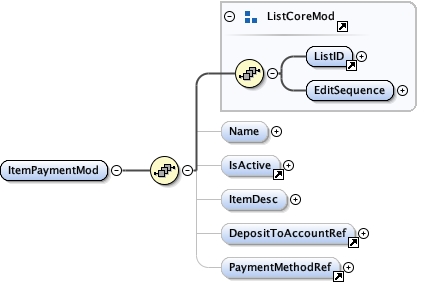 ListCoreMod
ListID
EditSequence
Name
ItemPaymentMod
IsActive
ItemDesc
DepositToAccountRef
PaymentMethodRef